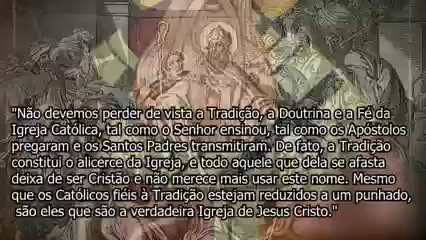 "Não devemos perder de vista a Tradição, a Doutrina e a Fé da
Igreja Católica, tal como o Senhor ensinou, tal como os Apóstolos
pregaram e os Santos Padres transmitiram. De fato, a Tradição
constitui o alicerce da Igreja, e todo aquele que dela se afasta
deixa de ser Cristão e não merece mais usar este nome. Mesmo
que os Católicos fiéis à Tradição estejam reduzidos a um punhado,
são eles que são a verdadeira Igreja de Jesus Cristo."